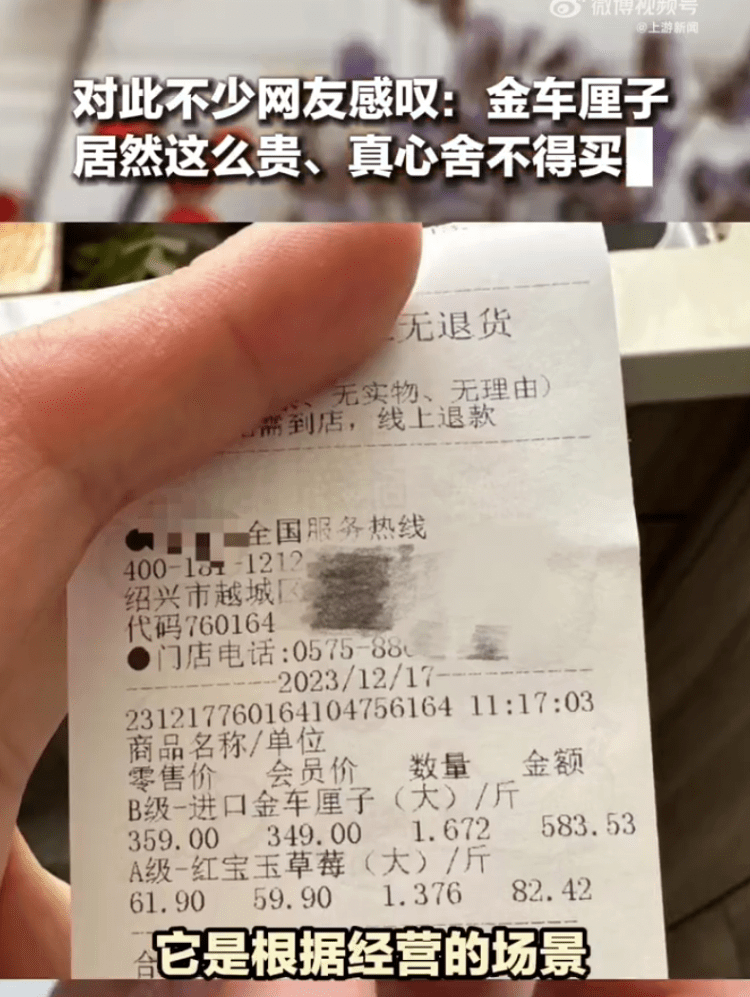 微博视频号
@上游新闻
对此不少网友感叹：金车厘子
居然这么贵、真心舍不得买
无退货
、无实物、无理由）
需到店，线上退款
全国服务热线
400-181-1212
绍兴市越城区
代码760164
●门店电话:0575-88
2023/12/17
231217760164104756164 11:17:03
商品名称/单位
零售价 会员价 数量 金额
B级-进口金车厘子（大）/斤
359.00 349.00 1.672 583.53
A级-红宝玉草莓（大）/斤
61.90 59.90 1.376 82.42
合
它是根据经营的场景